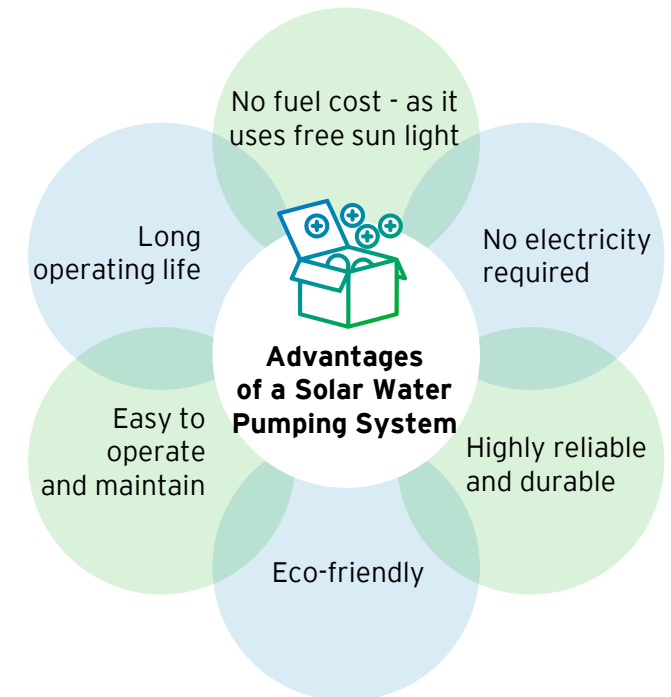 No fuel cost - as it
uses free sun light
No electricity
required
Highly reliable
and durable
Eco-friendly
Easy to
operate
and maintain
Long
operating life
Advantages
of a Solar Water
Pumping System